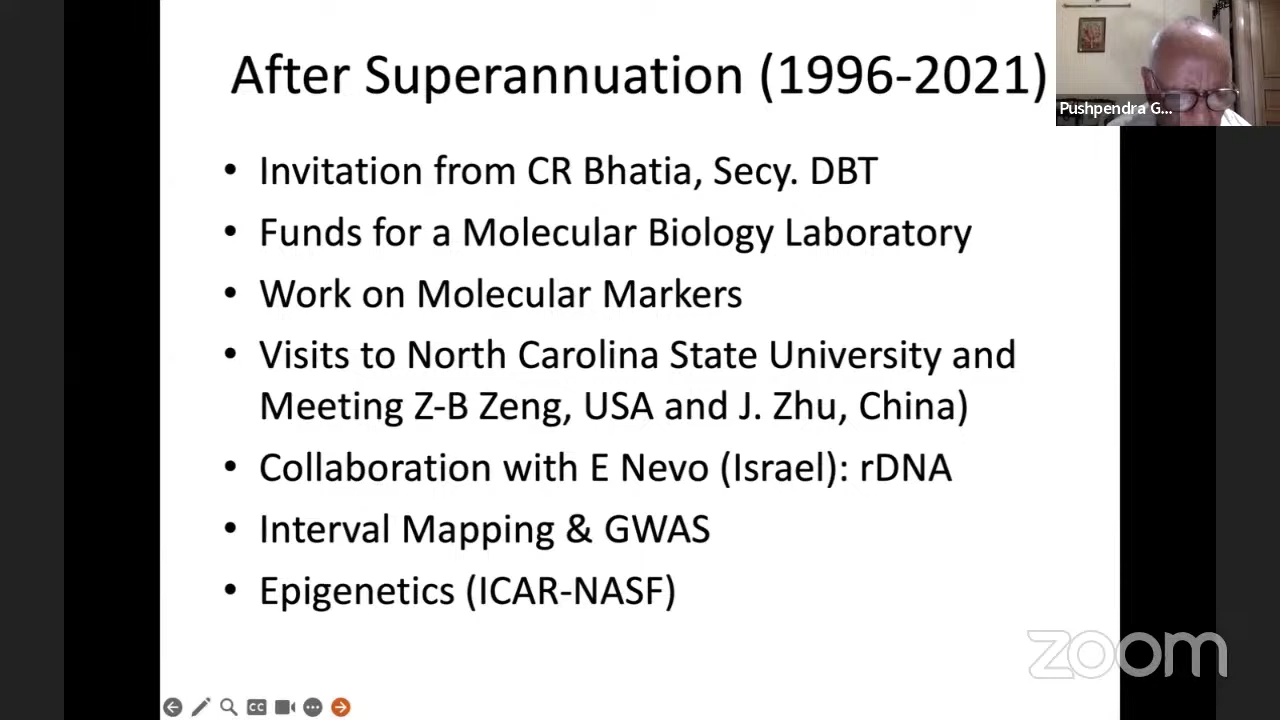 After Superannuation (1996-2021)
Pushpendra G...
• Invitation from CR Bhatia, Secy. DBT
• Funds for a Molecular Biology Laboratory
• Work on Molecular Markers
• Visits to North Carolina State University and
Meeting Z-B Zeng, USA and J. Zhu, China)
• Collaboration with E Nevo (Israel): rDNA
• Interval Mapping & GWAS
• Epigenetics (ICAR-NASF)
zoom
CC